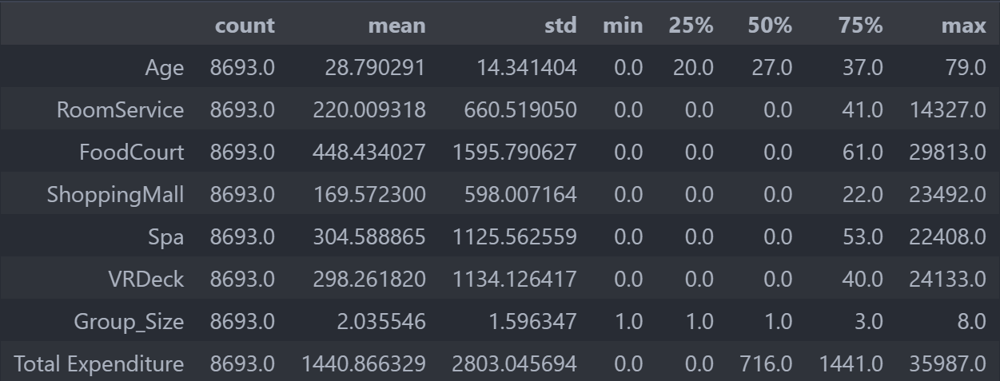 count mean std min 25% 50% 75% max
Age 8693.0 28.790291 14.341404 0.0 20.0 27.0 37.0 79.0
RoomService 8693.0 220.009318 660.519050 0.0 0.0 0.0 41.0 14327.0
FoodCourt 8693.0 448.434027 1595.790627 0.0 0.0 0.0 61.0 29813.0
ShoppingMall 8693.0 169.572300 598.007164 0.0 0.0 0.0 22.0 23492.0
Spa 8693.0 304.588865 1125.562559 0.0 0.0 0.0 53.0 22408.0
VRDeck 8693.0 298.261820 1134.126417 0.0 0.0 0.0 40.0 24133.0
Group_Size 8693.0 2.035546 1.596347 1.0 1.0 1.0 3.0 8.0
Total Expenditure 8693.0 1440.866329 2803.045694 0.0 0.0 716.0 1441.0 35987.0